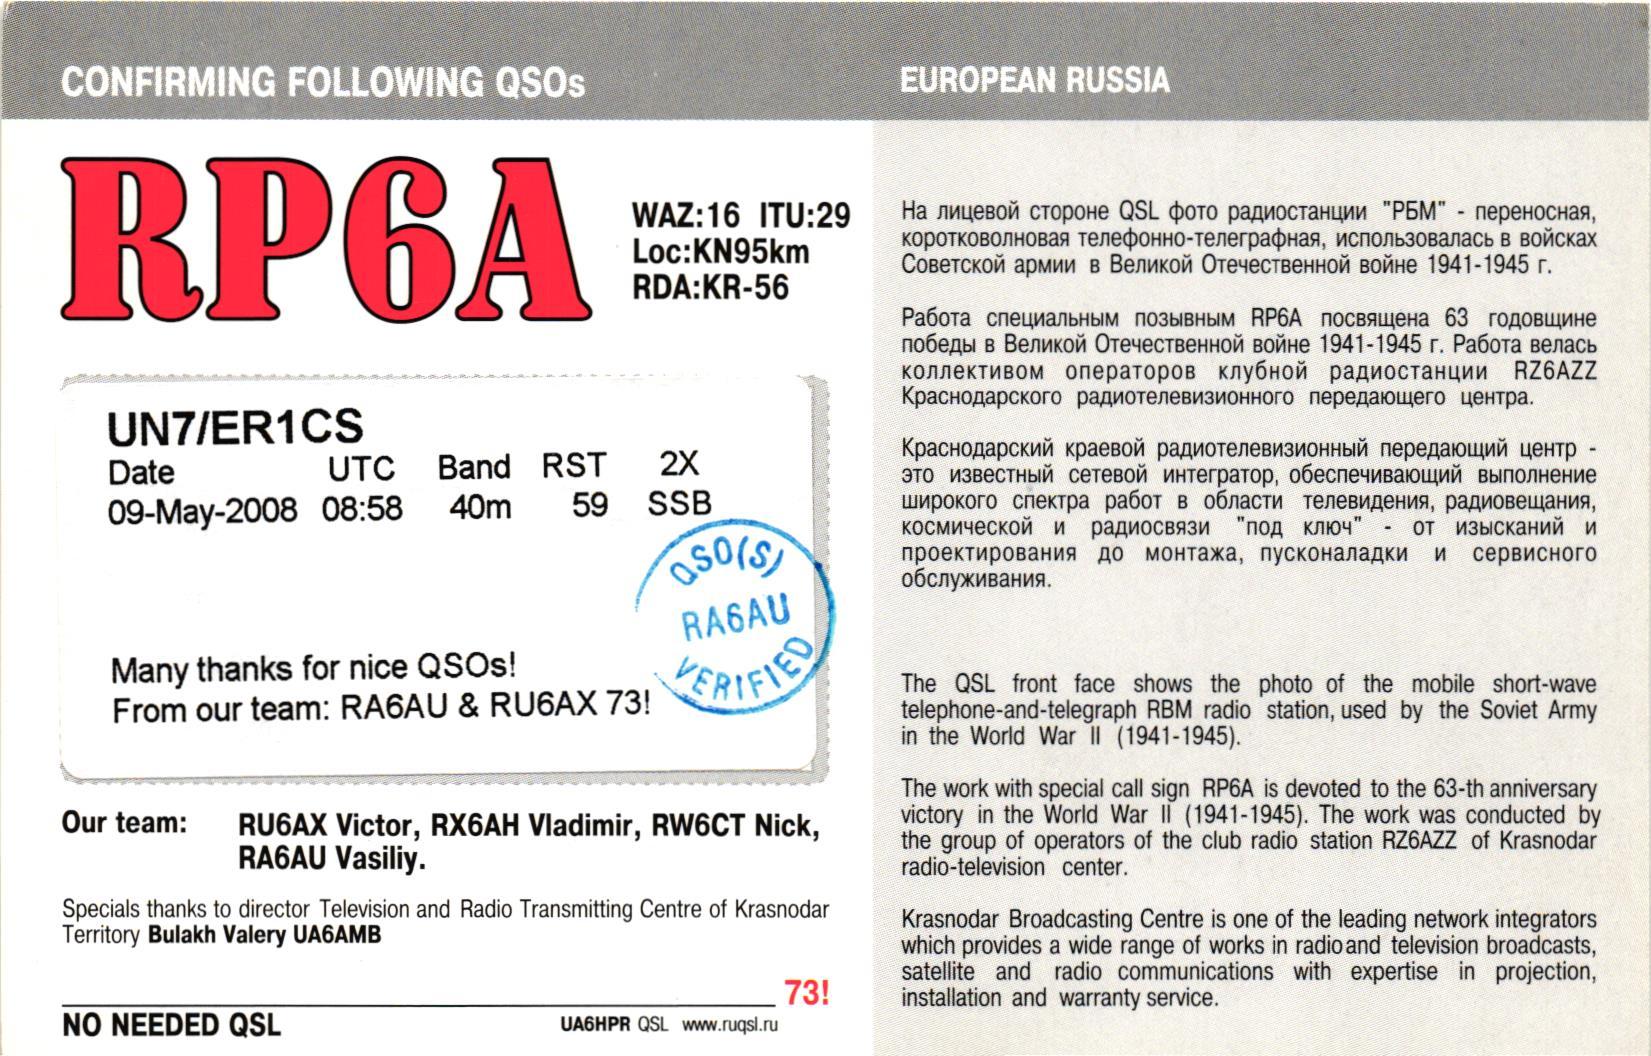 CONFIRMING FOLLOWING QSOs
RP6A
WAZ:16 ITU:29
Loc:KN95km
RDA:KR-56
UN7/ER1CS
Date UTC Band RST 2X
09-May-2008 08:58 40m 59 SSB
QSO(S)
RA6AU
VERIFIED
Many thanks for nice QSOs!
From our team: RA6AU & RU6AX 73!
Our team: RU6AX Victor, RX6AH Vladimir, RW6CT Nick,
RA6AU Vasiliy.
Specials thanks to director Television and Radio Transmitting Centre of Krasnodar
Territory Bulakh Valery UA6AMB
73!
NO NEEDED QSL
UA6HPR QSL www.ruqsl.ru
EUROPEAN RUSSIA
На лицевой стороне QSL фото радиостанции "РБМ" - переносная,
коротковолновая телефонно-телеграфная, использовалась в войсках
Советской армии в Великой Отечественной войне 1941-1945 г.
Работа специальным позывным RP6A посвящена 63 годовщине
победы в Великой Отечественной войне 1941-1945 г. Работа велась
коллективом операторов клубной радиостанции RZ6AZZ
Краснодарского радиотелевизионного передающего центра.
Краснодарский краевой радиотелевизионный передающий центр -
это известный сетевой интегратор, обеспечивающий выполнение
широкого спектра работ в области телевидения, радиовещания,
космической и радиосвязи "под ключ" - от изысканий и
проектирования до монтажа, пусконаладки и сервисного
обслуживания.
The QSL front face shows the photo of the mobile short-wave
telephone-and-telegraph RBM radio station, used by the Soviet Army
in the World War II (1941-1945).
The work with special call sign RP6A is devoted to the 63-th anniversary
victory in the World War II (1941-1945). The work was conducted by
the group of operators of the club radio station RZ6AZZ of Krasnodar
radio-television center.
Krasnodar Broadcasting Centre is one of the leading network integrators
which provides a wide range of works in radio and television broadcasts,
satellite and radio communications with expertise in projection,
installation and warranty service.